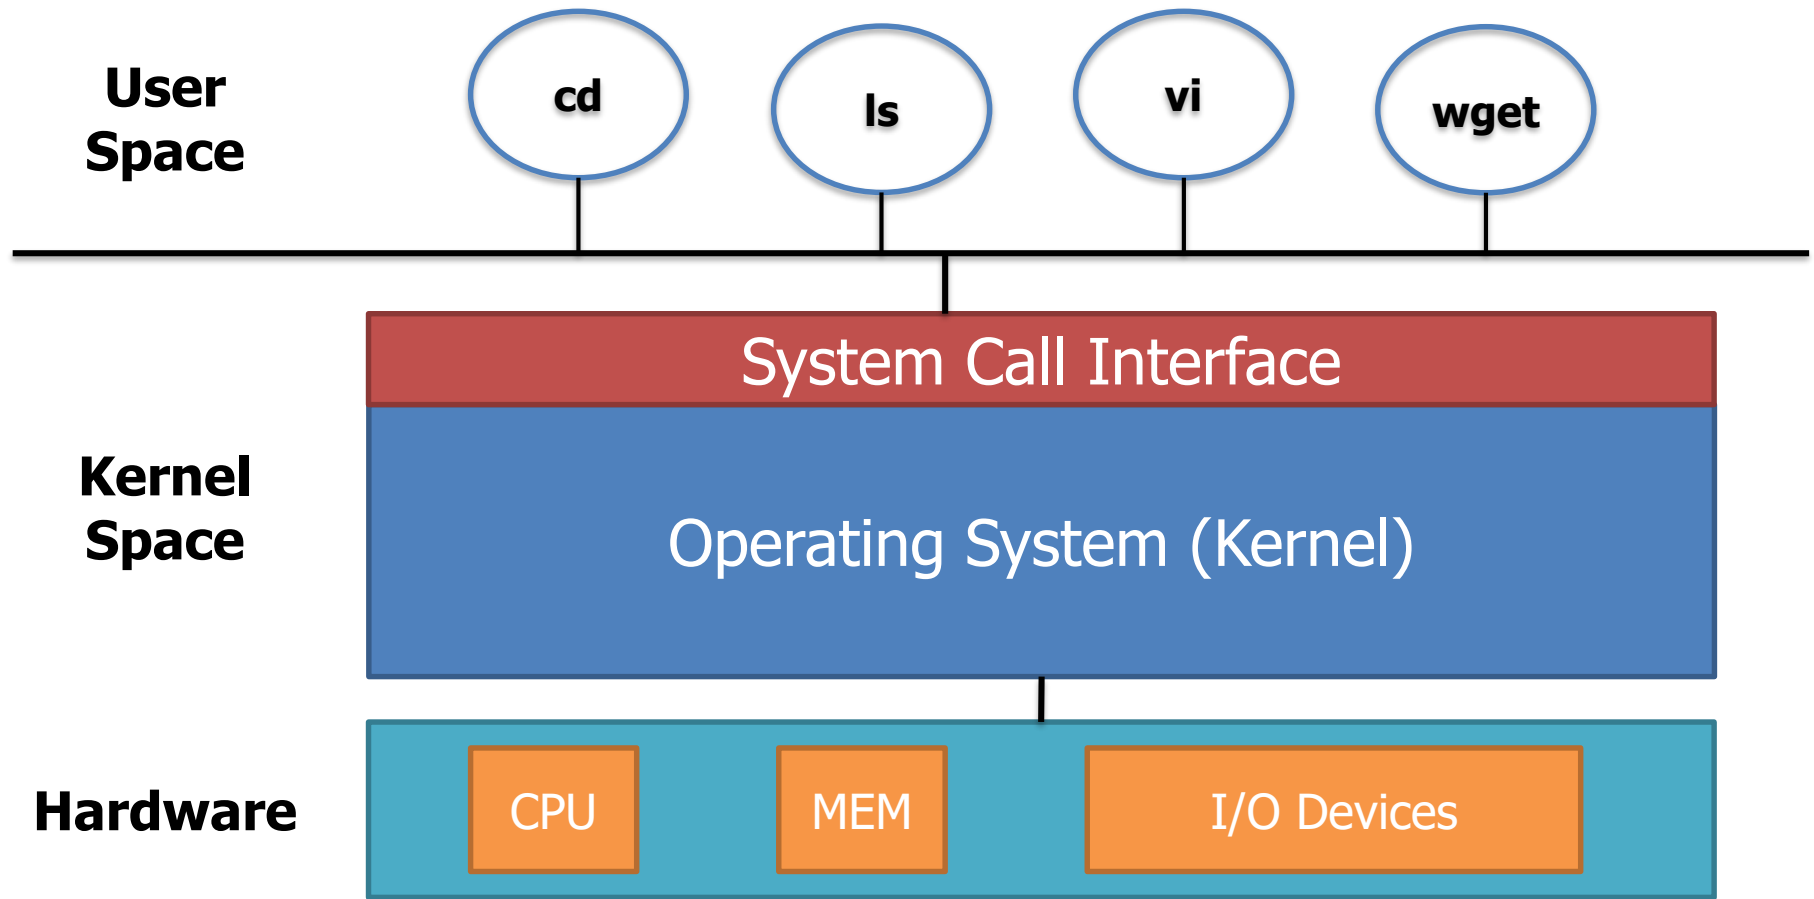 User
Space
cd
ls
vi
wget
System Call Interface
Kernel
Space
Operating System (Kernel)
Hardware
CPU
MEM
I/O Devices